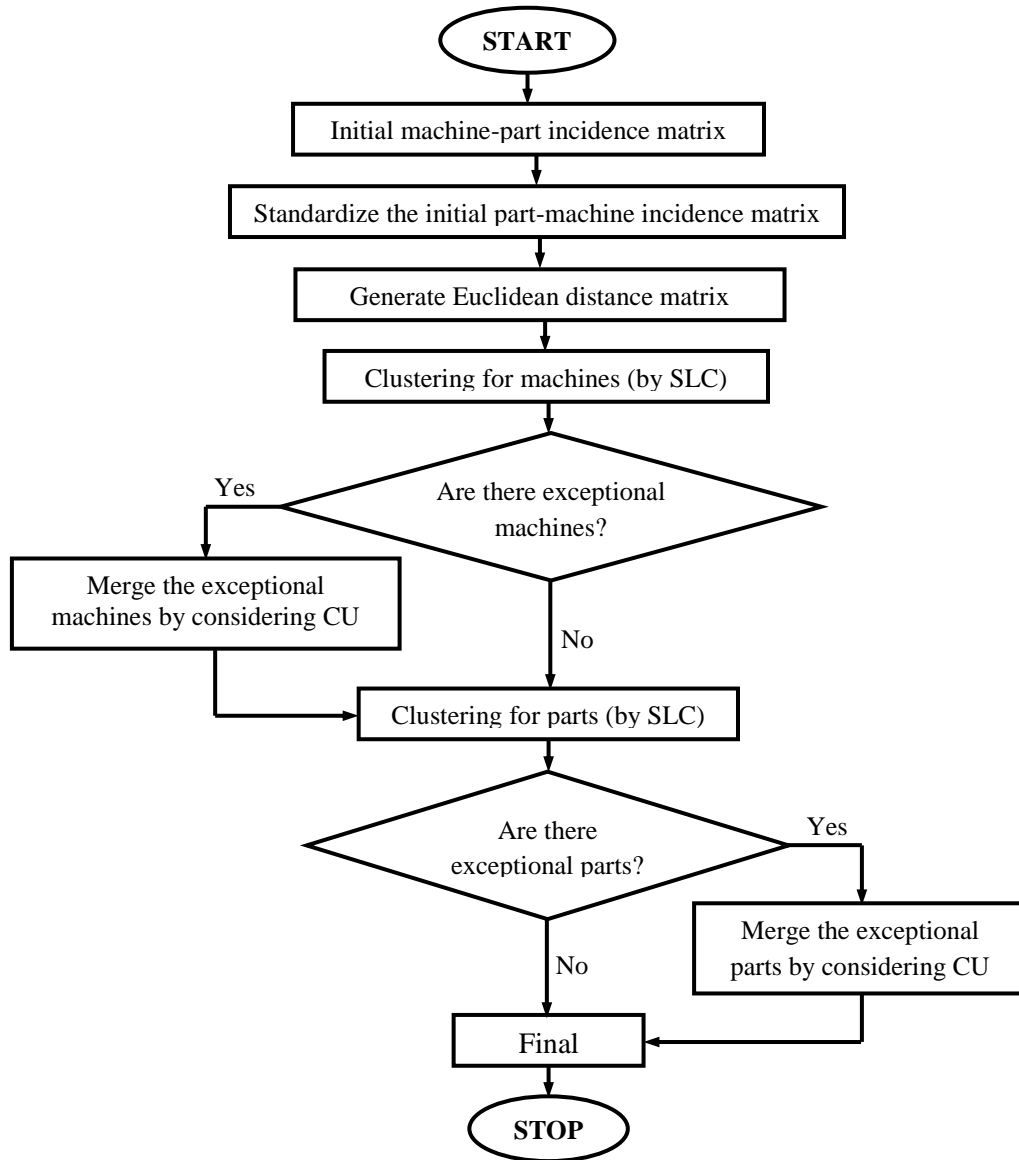 START
Initial machine-part incidence matrix
Standardize the initial part-machine incidence matrix
Generate Euclidean distance matrix
Clustering for machines (by SLC)
Are there exceptional
machines?
Yes
Merge the exceptional
machines by considering CU
No
Clustering for parts (by SLC)
Are there
exceptional parts?
Yes
Merge the exceptional
parts by considering CU
No
Final
STOP